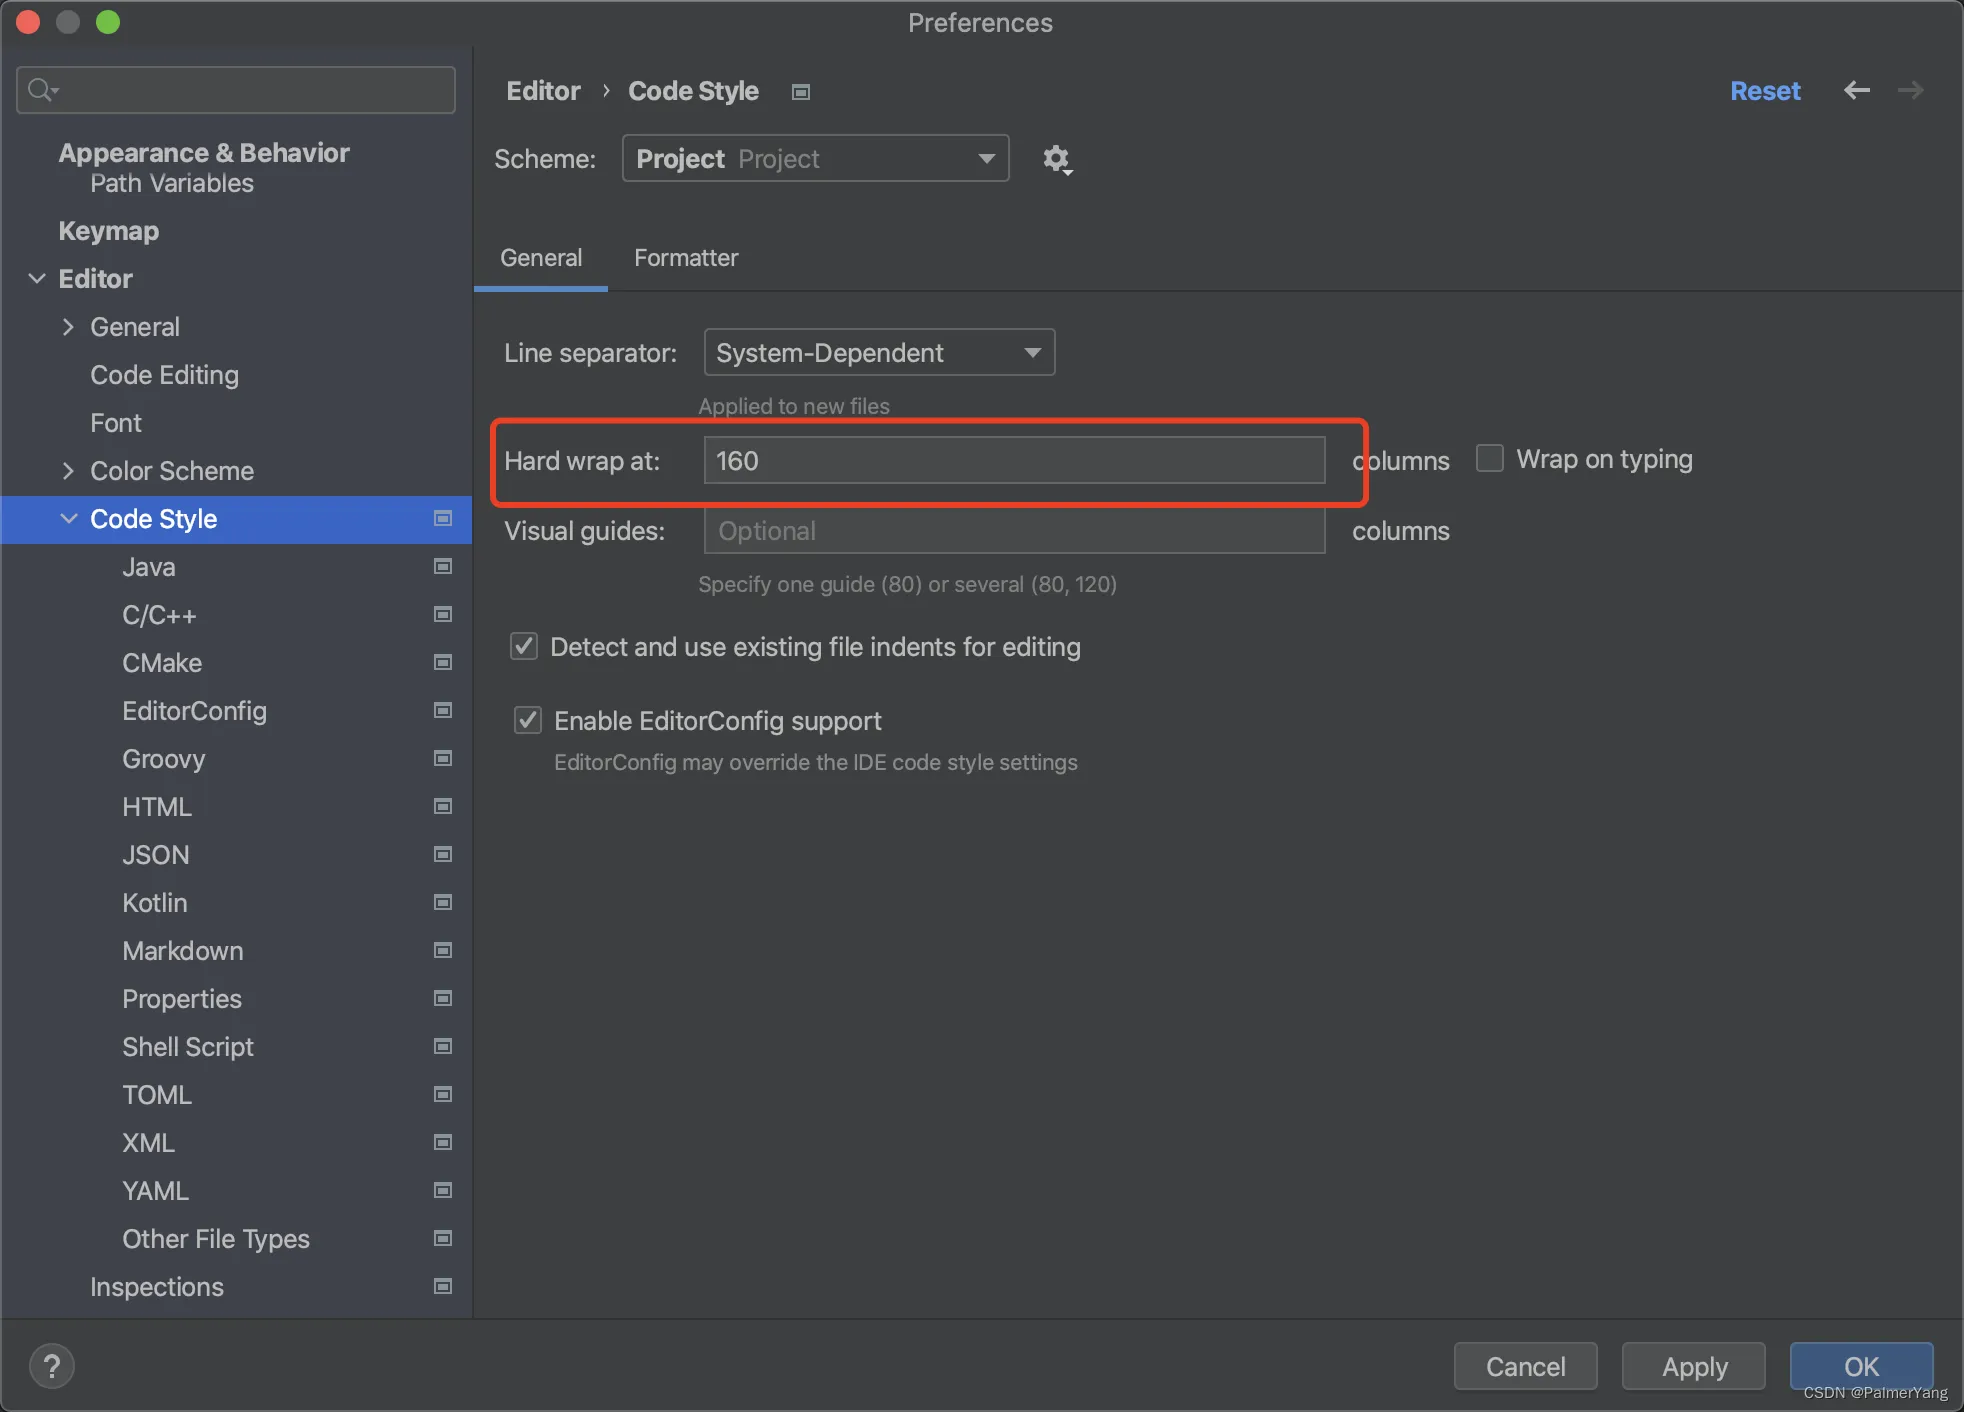 Preferences
Appearance & Behavior
Path Variables
Keymap
Editor
General
Code Editing
Font
Color Scheme
Code Style
Java
C/C++
CMake
EditorConfig
Groovy
HTML
JSON
Kotlin
Markdown
Properties
Shell Script
TOML
XML
YAML
Other File Types
Inspections
Editor › Code Style
Reset
Scheme: Project Project
General Formatter
Line separator: System-Dependent
Applied to new files
Hard wrap at: 160 columns Wrap on typing
Visual guides: Optional columns
Specify one guide (80) or several (80, 120)
Detect and use existing file indents for editing
Enable EditorConfig support
EditorConfig may override the IDE code style settings
? Cancel Apply OK
CSDN @PalmerYang